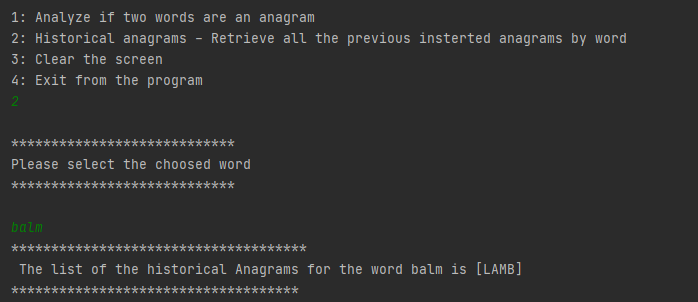 1: Analyze if two words are an anagram
2: Historical anagrams – Retrieve all the previous insterted anagrams by word
3: Clear the screen
4: Exit from the program
2
****************************
Please select the choosed word
****************************
balm
*************************************
The list of the historical Anagrams for the word balm is [LAMB]
************************************